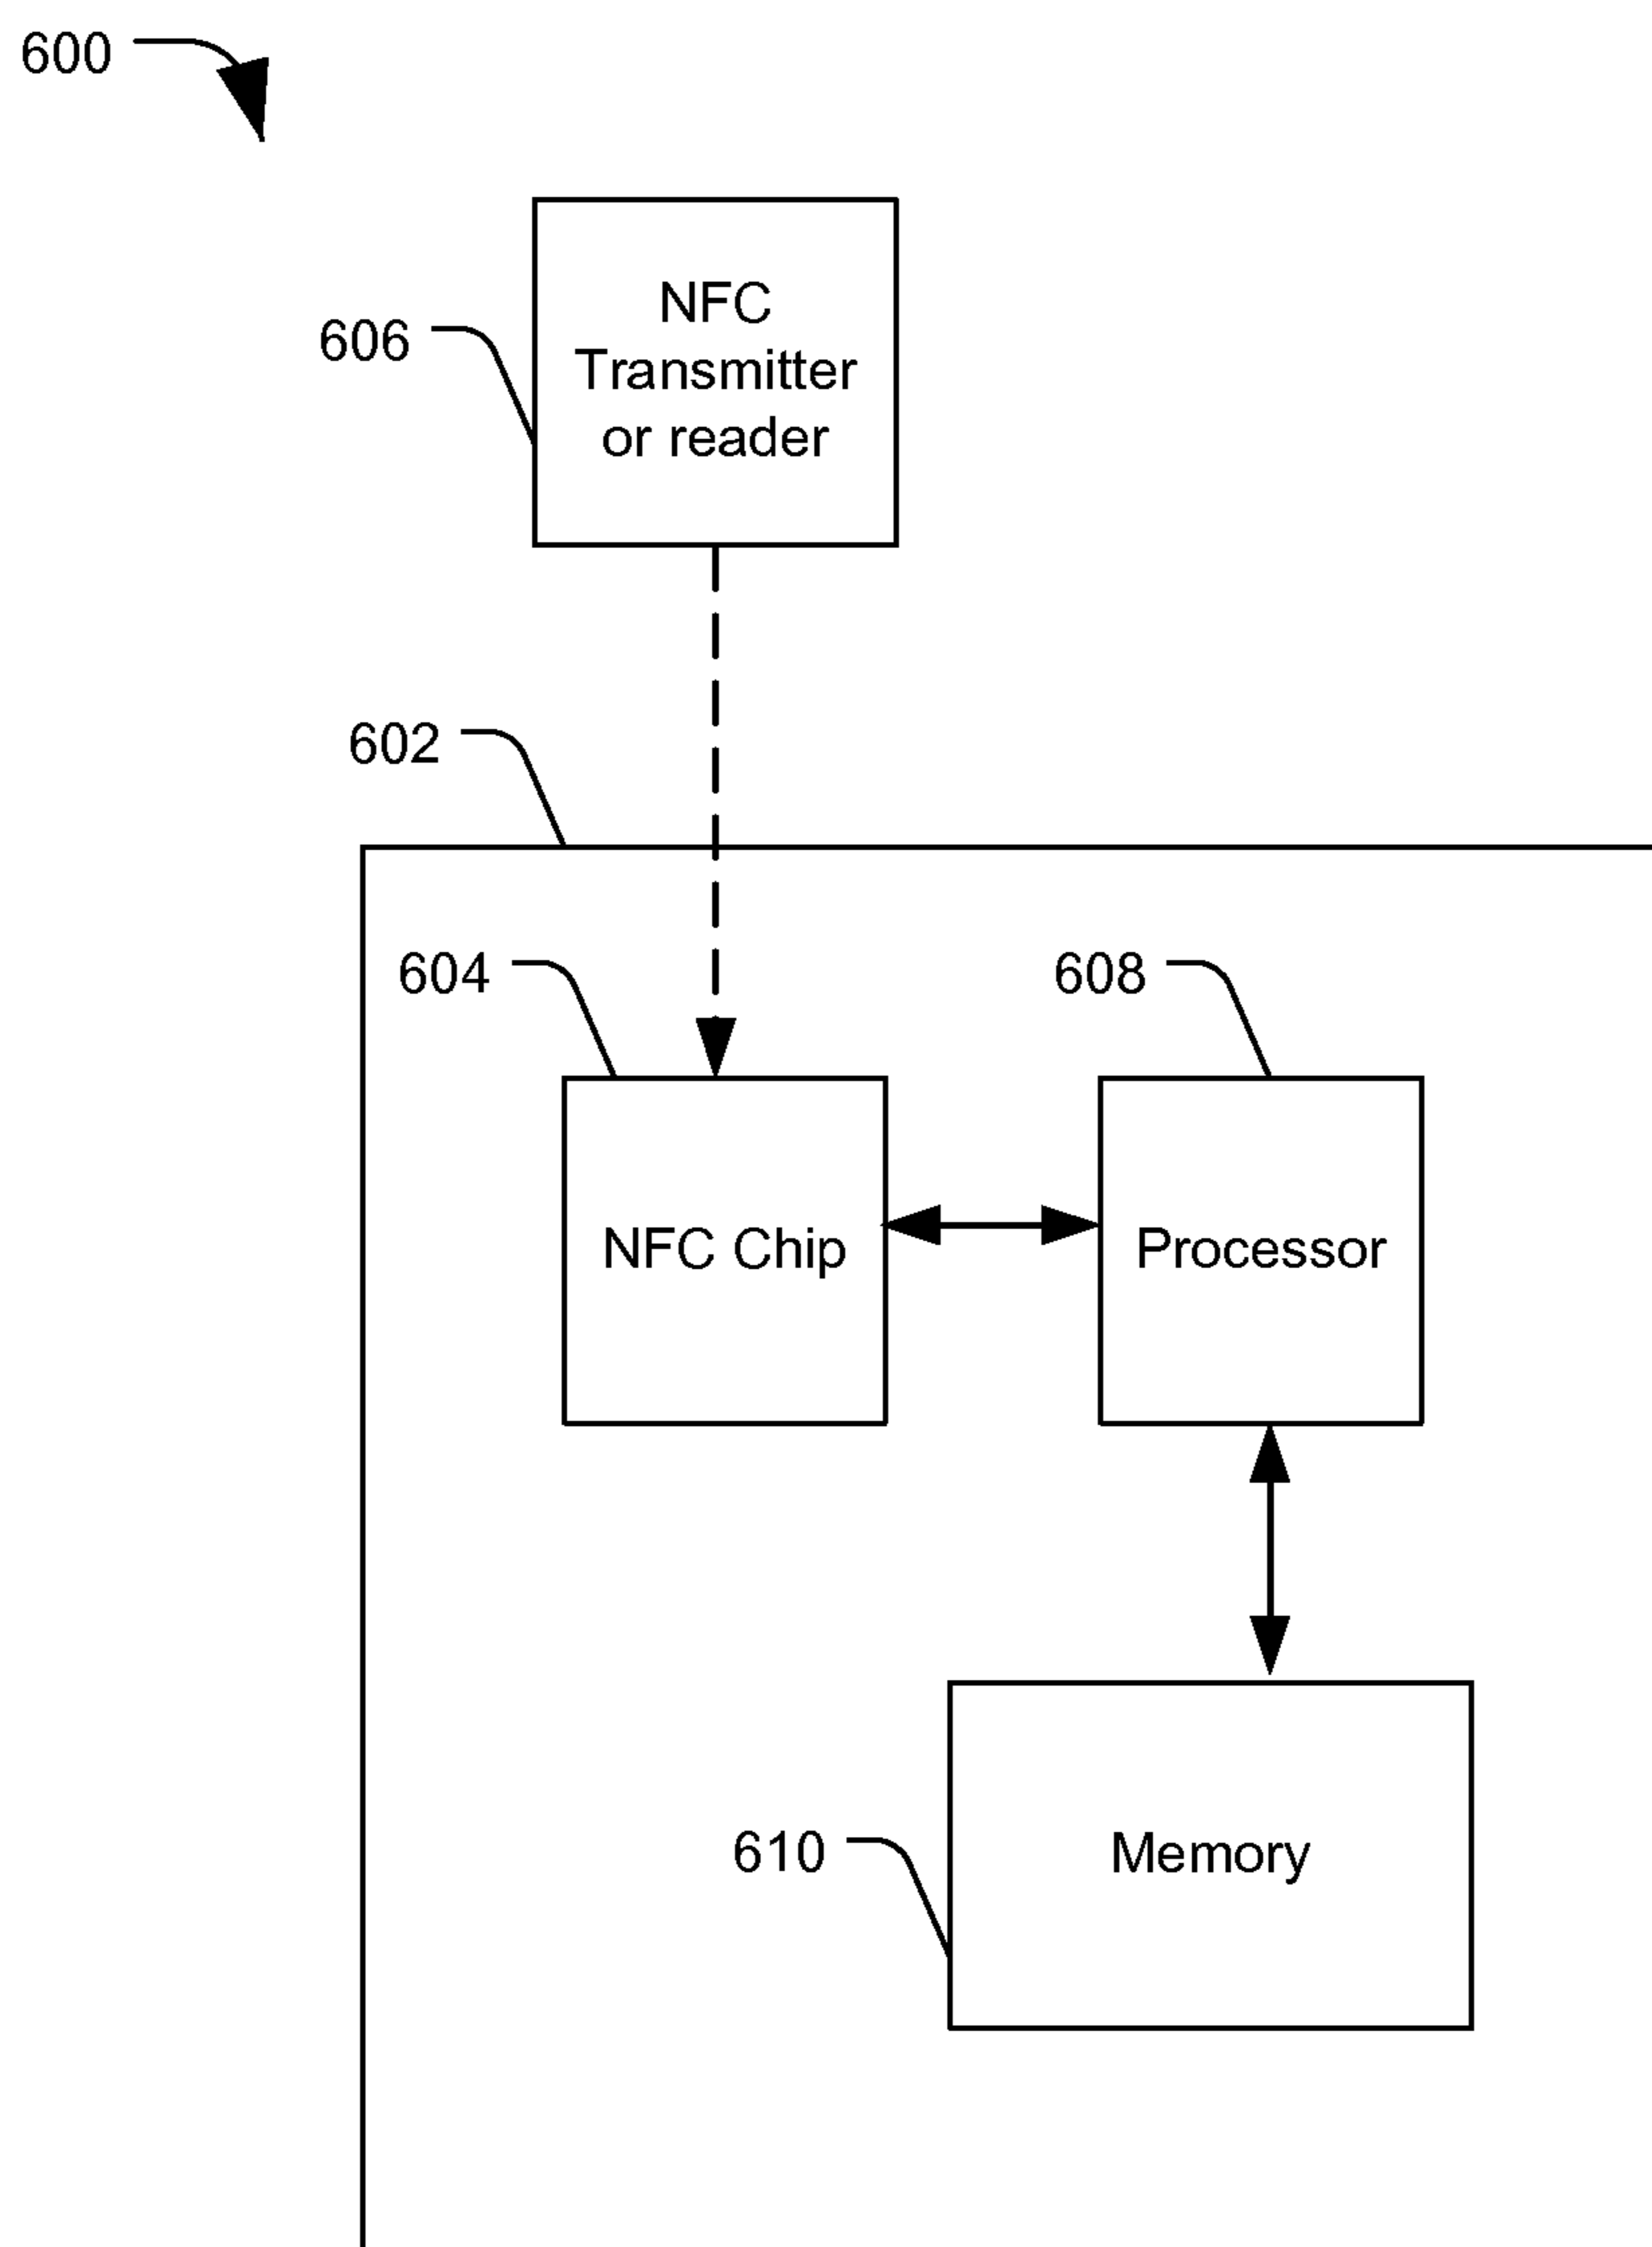 600
606
NFC
Transmitter
or reader
602
604
608
NFC Chip
Processor
610
Memory